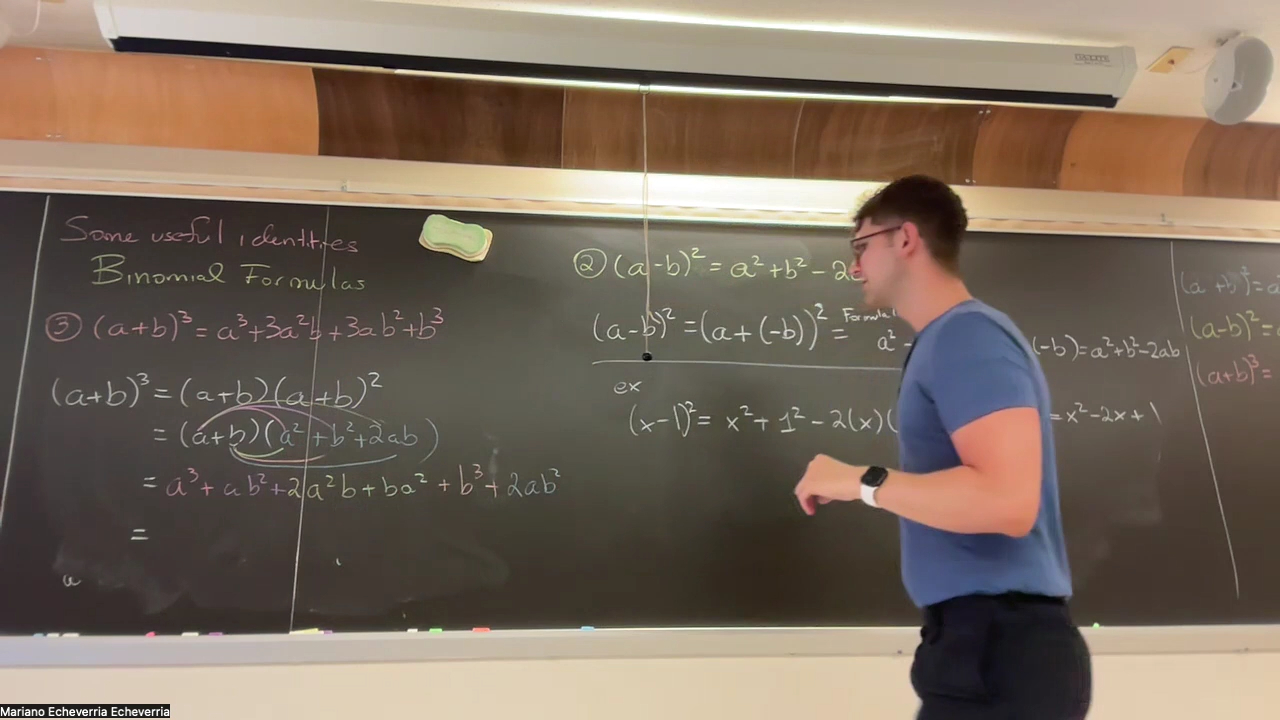 Some useful identities
Binomial Formulas
③ (a+b)³ = a³+3a²b+3ab²+b³
(a+b)³ = (a+b)(a+b)²
= (a+b)(a²+b²+2ab)
= a³+ab²+2a²b+ba²+b³+2ab²
=
② (a-b)² = a²+b²-2
(a-b)² = (a+(-b))² = Formula a² - (-b) = a²+b²-2ab
ex
(x-1)² = x²+1²-2(x)( = x²-2x+1
(a+b)² = a
(a-b)² =
(a+b)³ =
Mariano Echeverria Echeverria